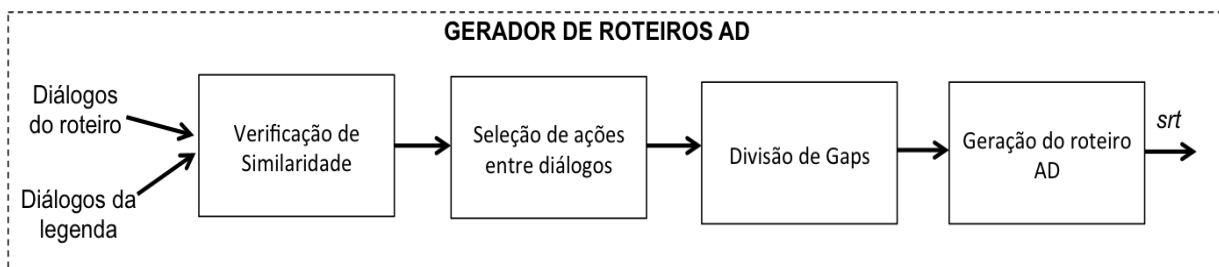 GERADOR DE ROTEIROS AD
Diálogos
do roteiro
Diálogos da
legenda
Verificação de
Similaridade
Seleção de ações
entre diálogos
Divisão de Gaps
Geração do roteiro
AD
srt